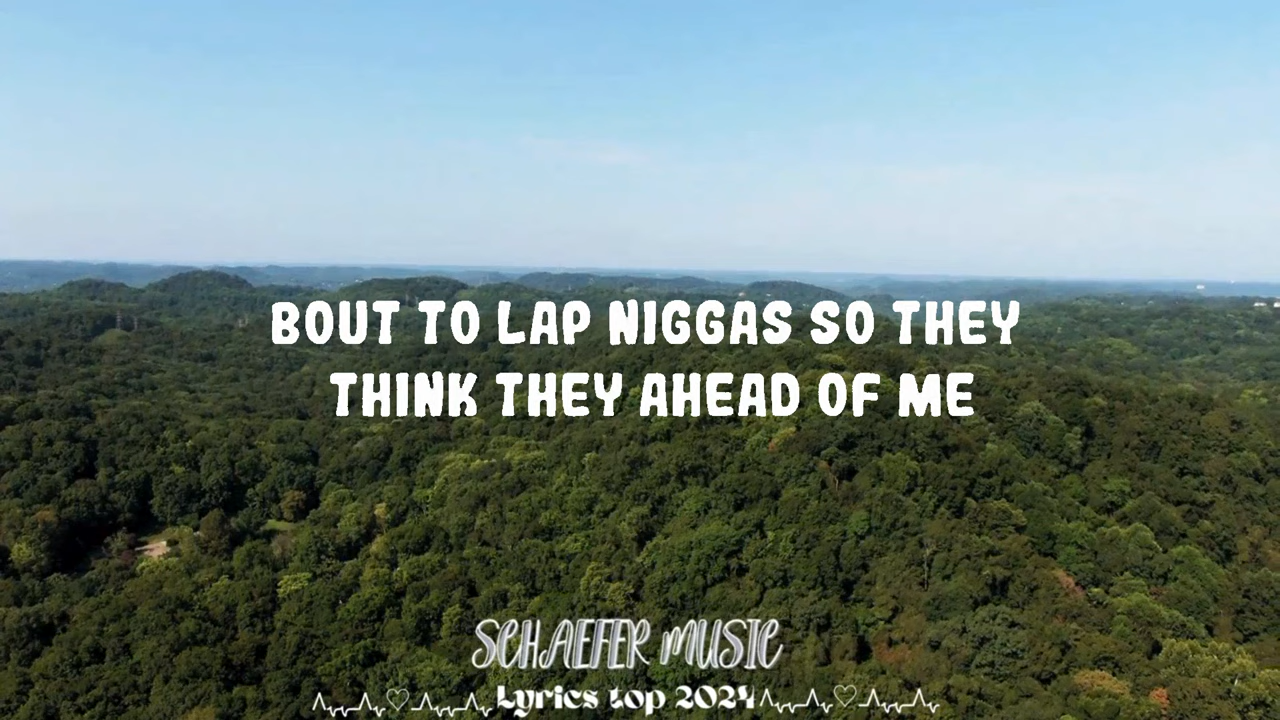 BOUT TO LAP NIGGAS SO THEY
THINK THEY AHEAD OF ME
SCHAEFER MUSIC
Lyrics top 2024